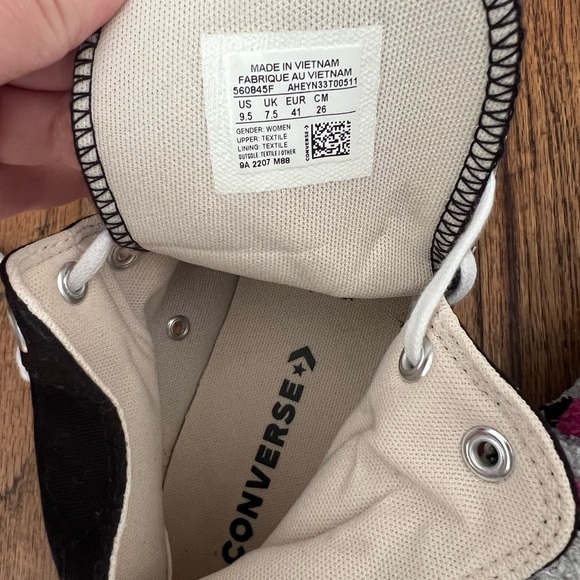 MADE IN VIETNAM
FABRIQUE AU VIETNAM
560845F AHEYN33T00511
US UK EUR CM
9.5 7.5 41 26
GENDER: WOMEN
UPPER: TEXTILE
LINING: TEXTILE
OUTSOLE: TEXTILE/OTHER
9A 2207 M88
CONVERSE
CONVERSE